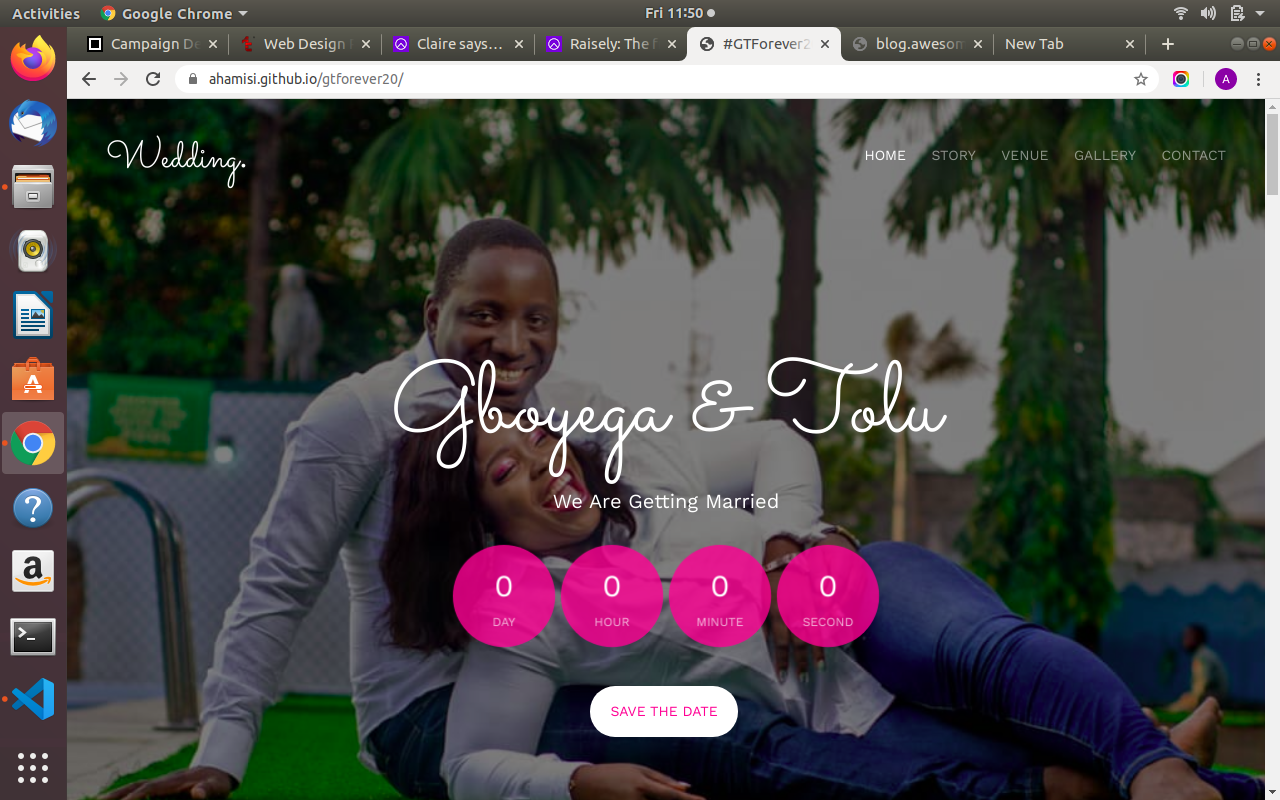 Activities
Google Chrome
Fri 11:50
Campaign De
Web Design
Claire says…
Raisely: The f
#GTForever2
blog.awesom
New Tab
ahamisi.github.io/gtforever20/
A
Wedding.
HOME
STORY
VENUE
GALLERY
CONTACT
Gboyega & Tolu
We Are Getting Married
0
DAY
0
HOUR
0
MINUTE
0
SECOND
SAVE THE DATE